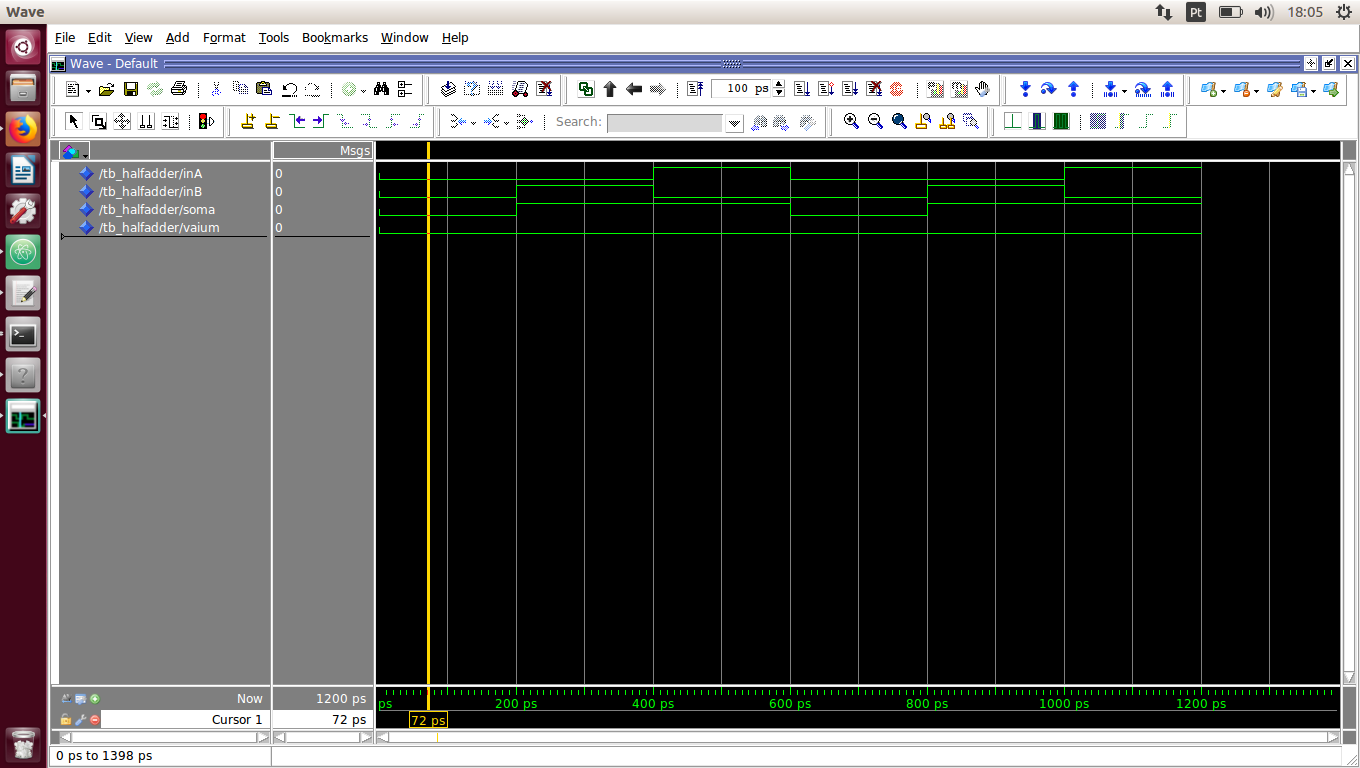 Wave
Pt
18:05
File Edit View Add Format Tools Bookmarks Window Help
Wave - Default
100 ps
Search:
Msgs
/tb_halfadder/inA 0
/tb_halfadder/inB 0
/tb_halfadder/soma 0
/tb_halfadder/vaium 0
Now 1200 ps
ps 200 ps 400 ps 600 ps 800 ps 1000 ps 1200 ps
Cursor 1 72 ps
72 ps
0 ps to 1398 ps